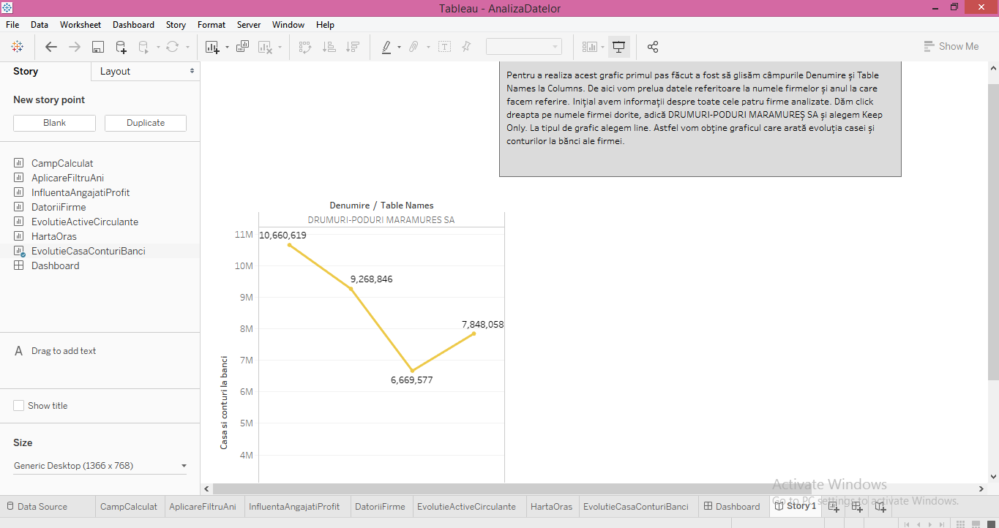 Tableau - AnalizaDatelor
File Data Worksheet Dashboard Story Format Server Window Help
Show Me
Story Layout
New story point
Blank Duplicate
CampCalculat
AplicareFiltruAni
InfluentaAngajatiProfit
DatoriiFirme
EvolutieActiveCirculante
HartaOras
EvolutieCasaConturiBanci
Dashboard
A Drag to add text
Show title
Size
Generic Desktop (1366 x 768)
Pentru a realiza acest grafic primul pas făcut a fost să glisăm câmpurile Denumire și Table
Names la Columns. De aici vom prelua datele referitoare la numele firmelor și anul la care
facem referire. Inițial avem informații despre toate cele patru firme analizate. Dăm click
dreapta pe numele firmei dorite, adică DRUMURI-PODURI MARAMUREȘ SA și alegem Keep
Only. La tipul de grafic alegem line. Astfel vom obține graficul care arată evoluția casei și
conturilor la bănci ale firmei.
Denumire / Table Names
DRUMURI-PODURI MARAMURES SA
11M
10M
9M
8M
7M
6M
5M
4M
Casa si conturi la banci
10,660,619
9,268,846
6,669,577
7,848,058
Activate Windows
Go to PC settings to activate Windows.
Data Source CampCalculat AplicareFiltruAni InfluentaAngajatiProfit DatoriiFirme EvolutieActiveCirculante HartaOras EvolutieCasaConturiBanci Dashboard Story 1